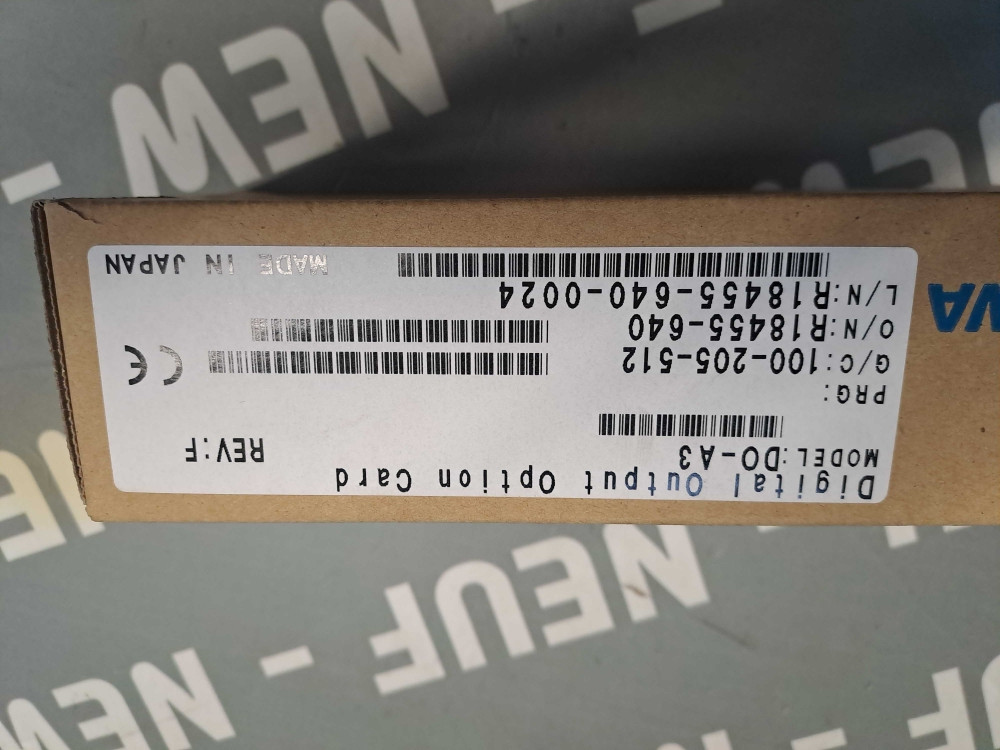 Digital Output Option Card
MODEL:DO-A3
REV:F
PRG:
G/C:100-205-512
CE
O/N:R18455-640
L/N:R18455-640-0024
MADE IN JAPAN
NEW - NEUF
NEUF - NEW